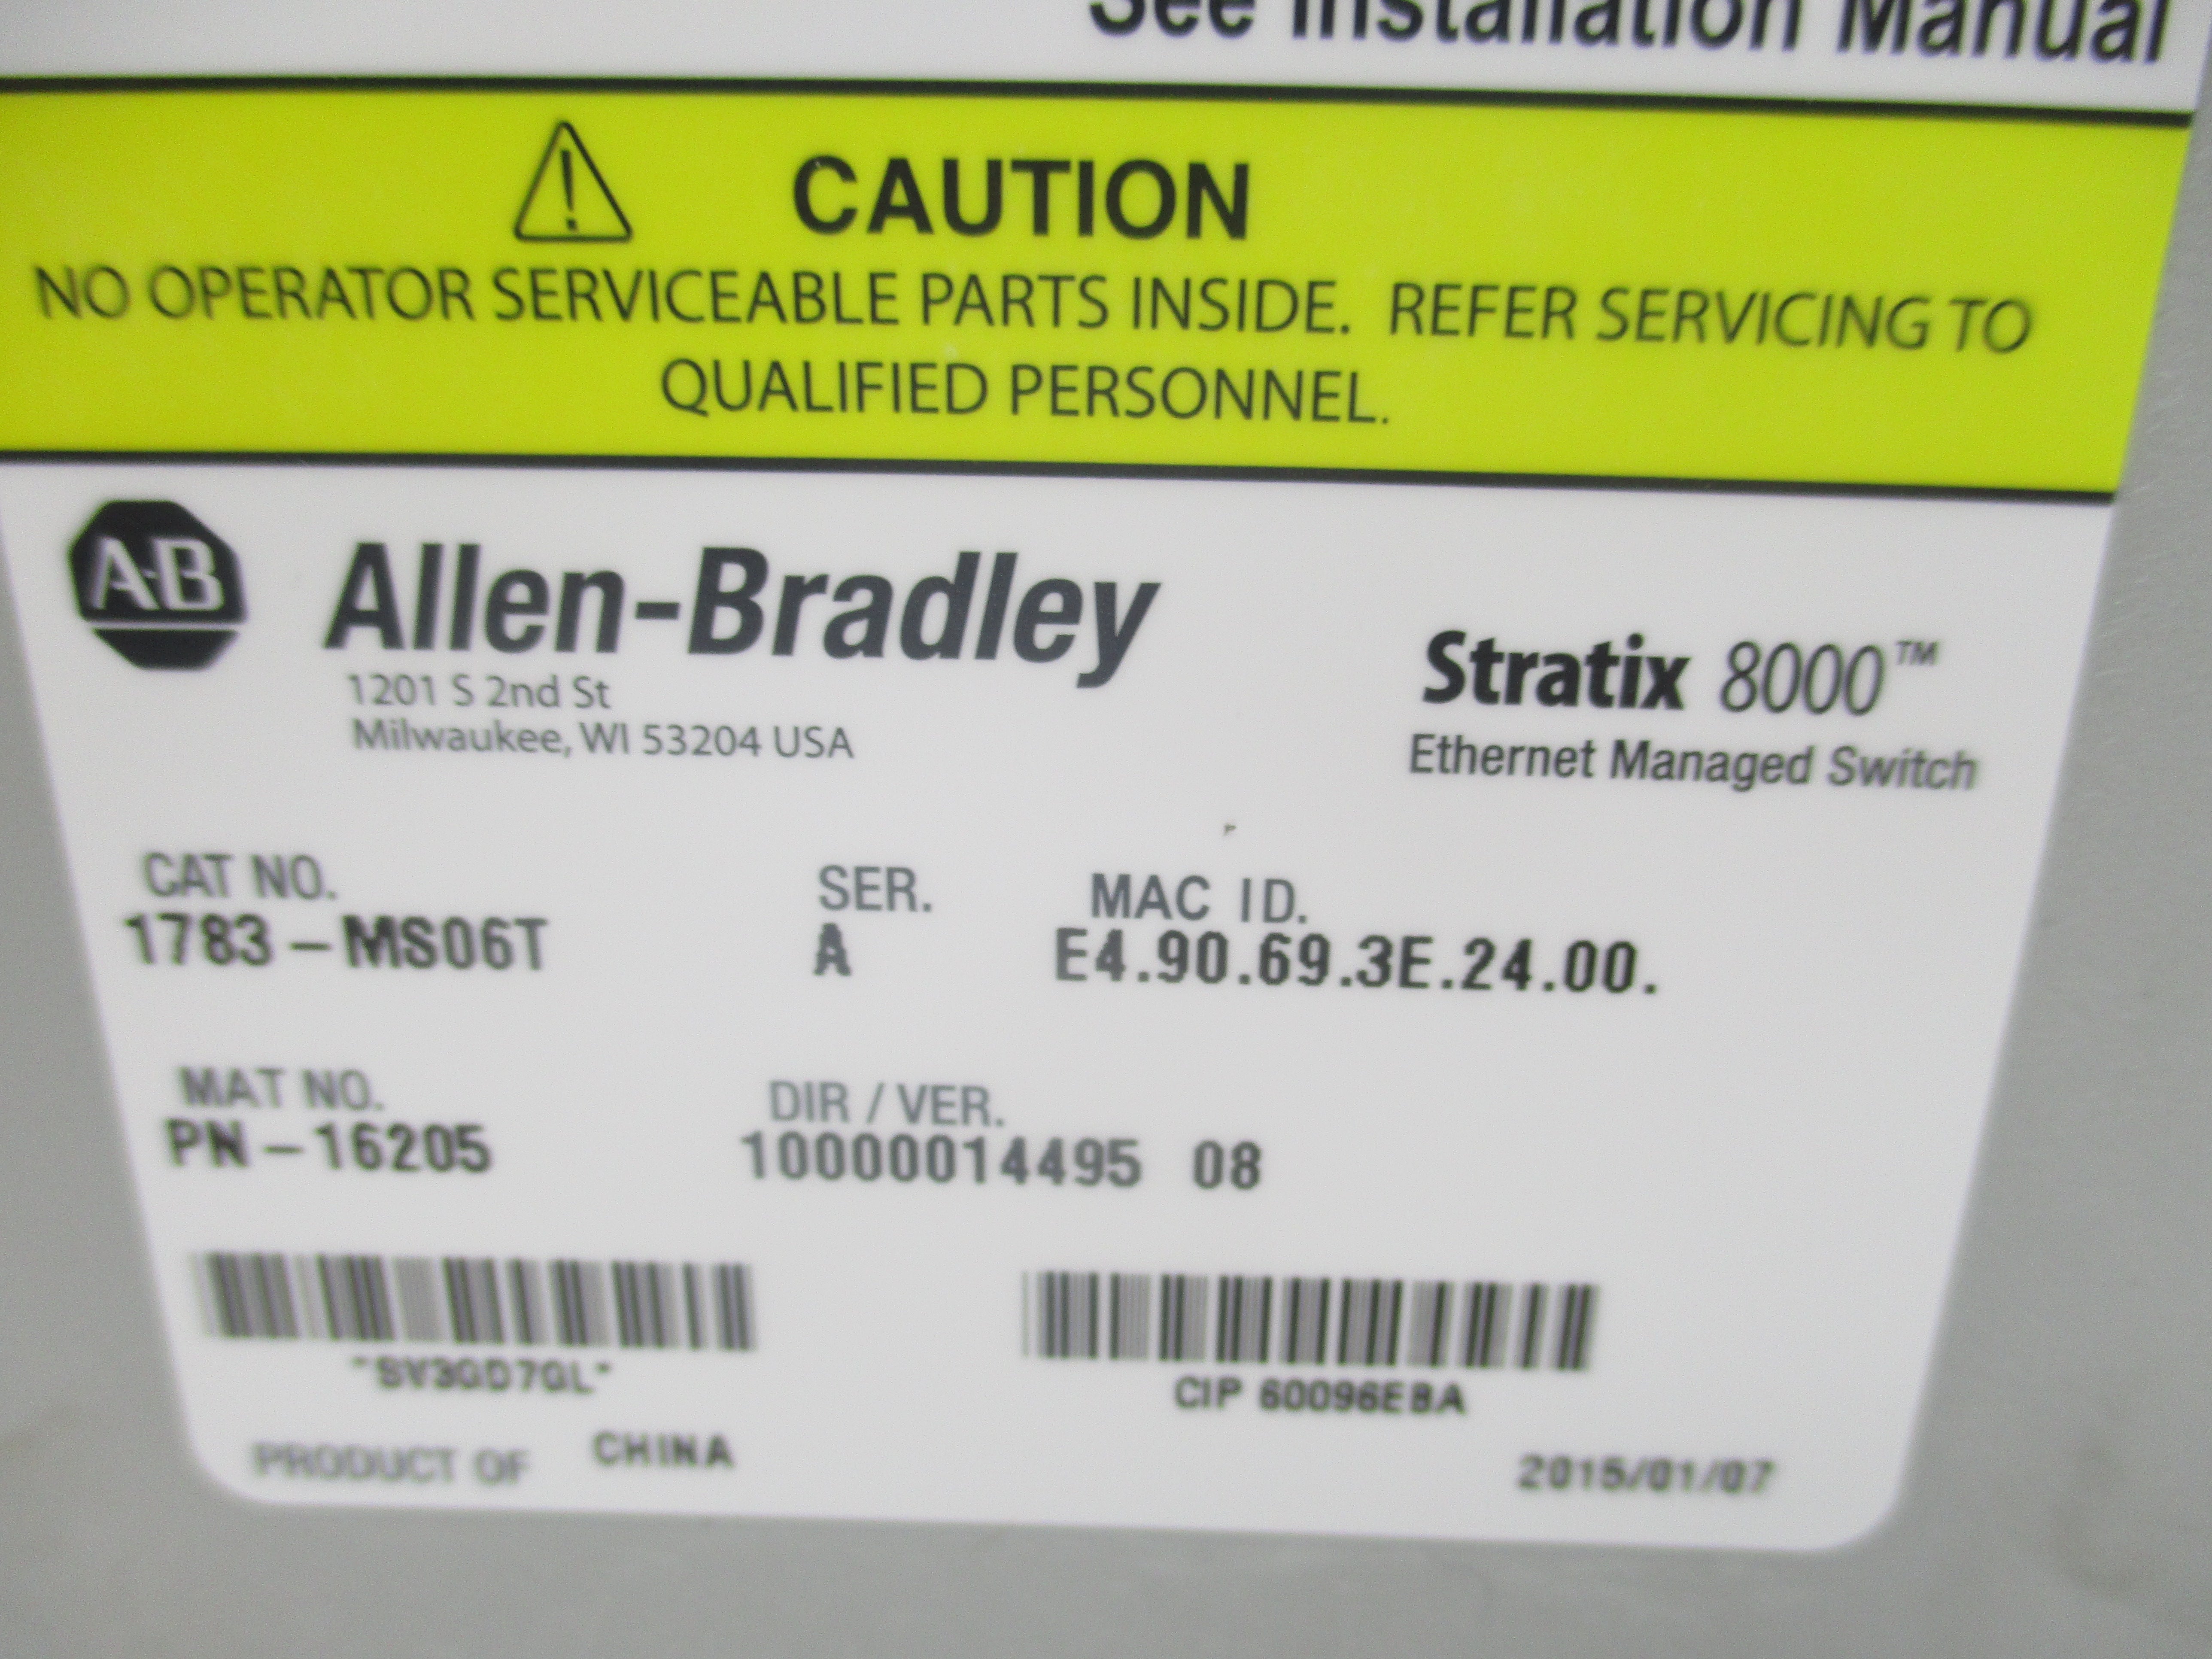 See Installation Manual
CAUTION
NO OPERATOR SERVICEABLE PARTS INSIDE. REFER SERVICING TO
QUALIFIED PERSONNEL.
A-B
Allen-Bradley
1201 S 2nd St
Milwaukee, WI 53204 USA
Stratix 8000™
Ethernet Managed Switch
CAT NO. SER. MAC ID.
1783-MS06T A E4.90.69.3E.24.00.
MAT NO. DIR / VER.
PN-16205 10000014495 08
CIP 60096EBA
PRODUCT OF CHINA
2015/01/07